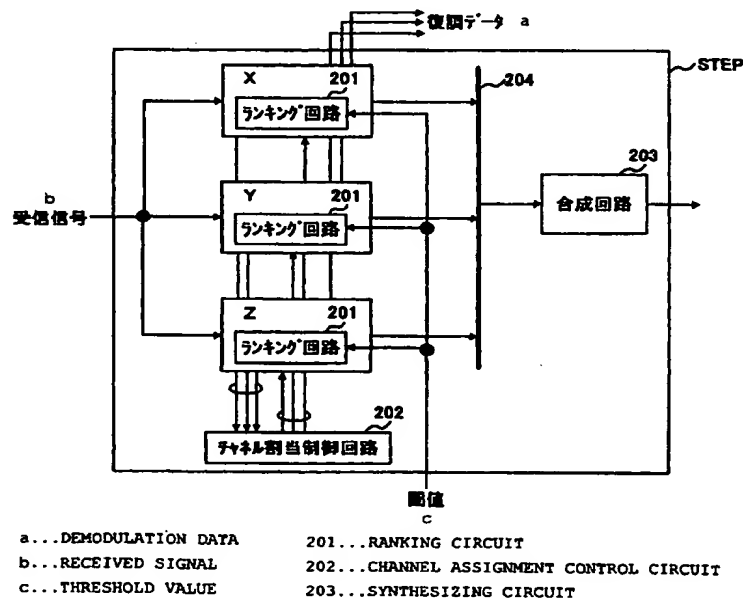 復調データ a
STEP
X
201
ランキング回路
204
203
合成回路
b
受信信号
Y
201
ランキング回路
Z
201
ランキング回路
202
チャネル割当制御回路
閾値
c
a...DEMODULATION DATA
b...RECEIVED SIGNAL
c...THRESHOLD VALUE
201...RANKING CIRCUIT
202...CHANNEL ASSIGNMENT CONTROL CIRCUIT
203...SYNTHESIZING CIRCUIT